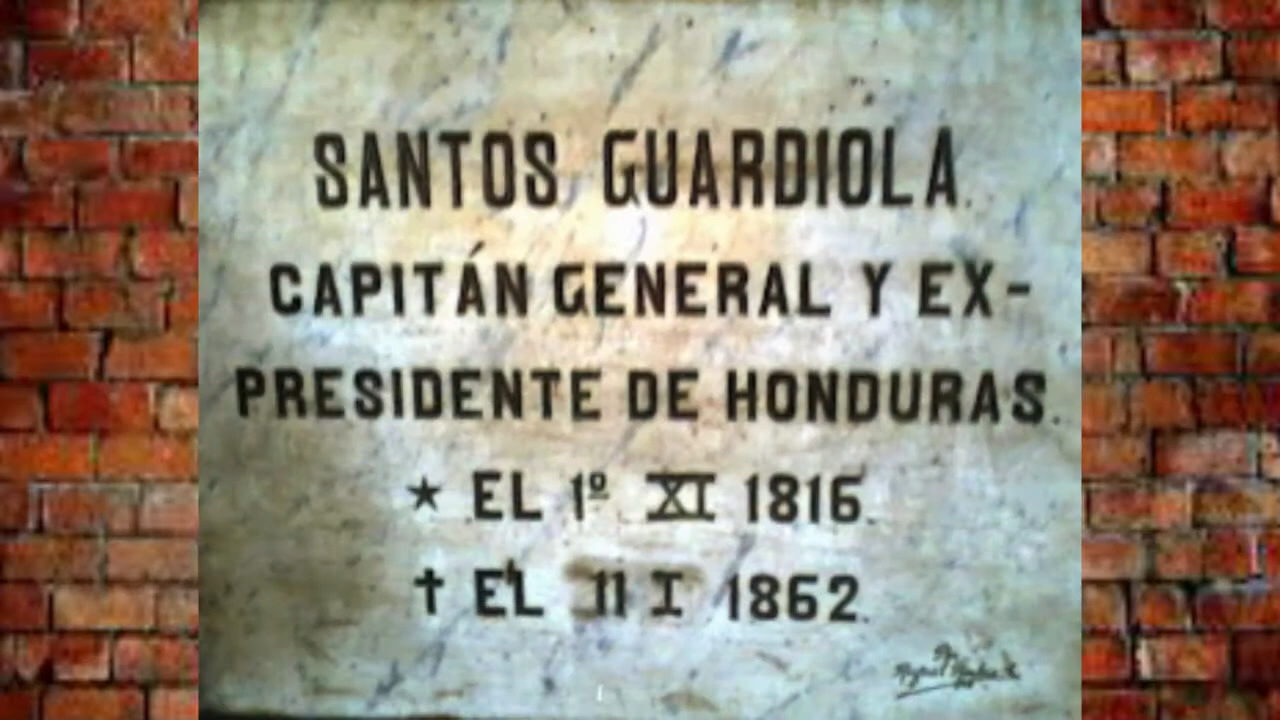 SANTOS GUARDIOLA.
CAPITÁN GENERAL Y EX-
PRESIDENTE DE HONDURAS.
★ EL 1º XI 1816.
✝ EL 11 I 1862.